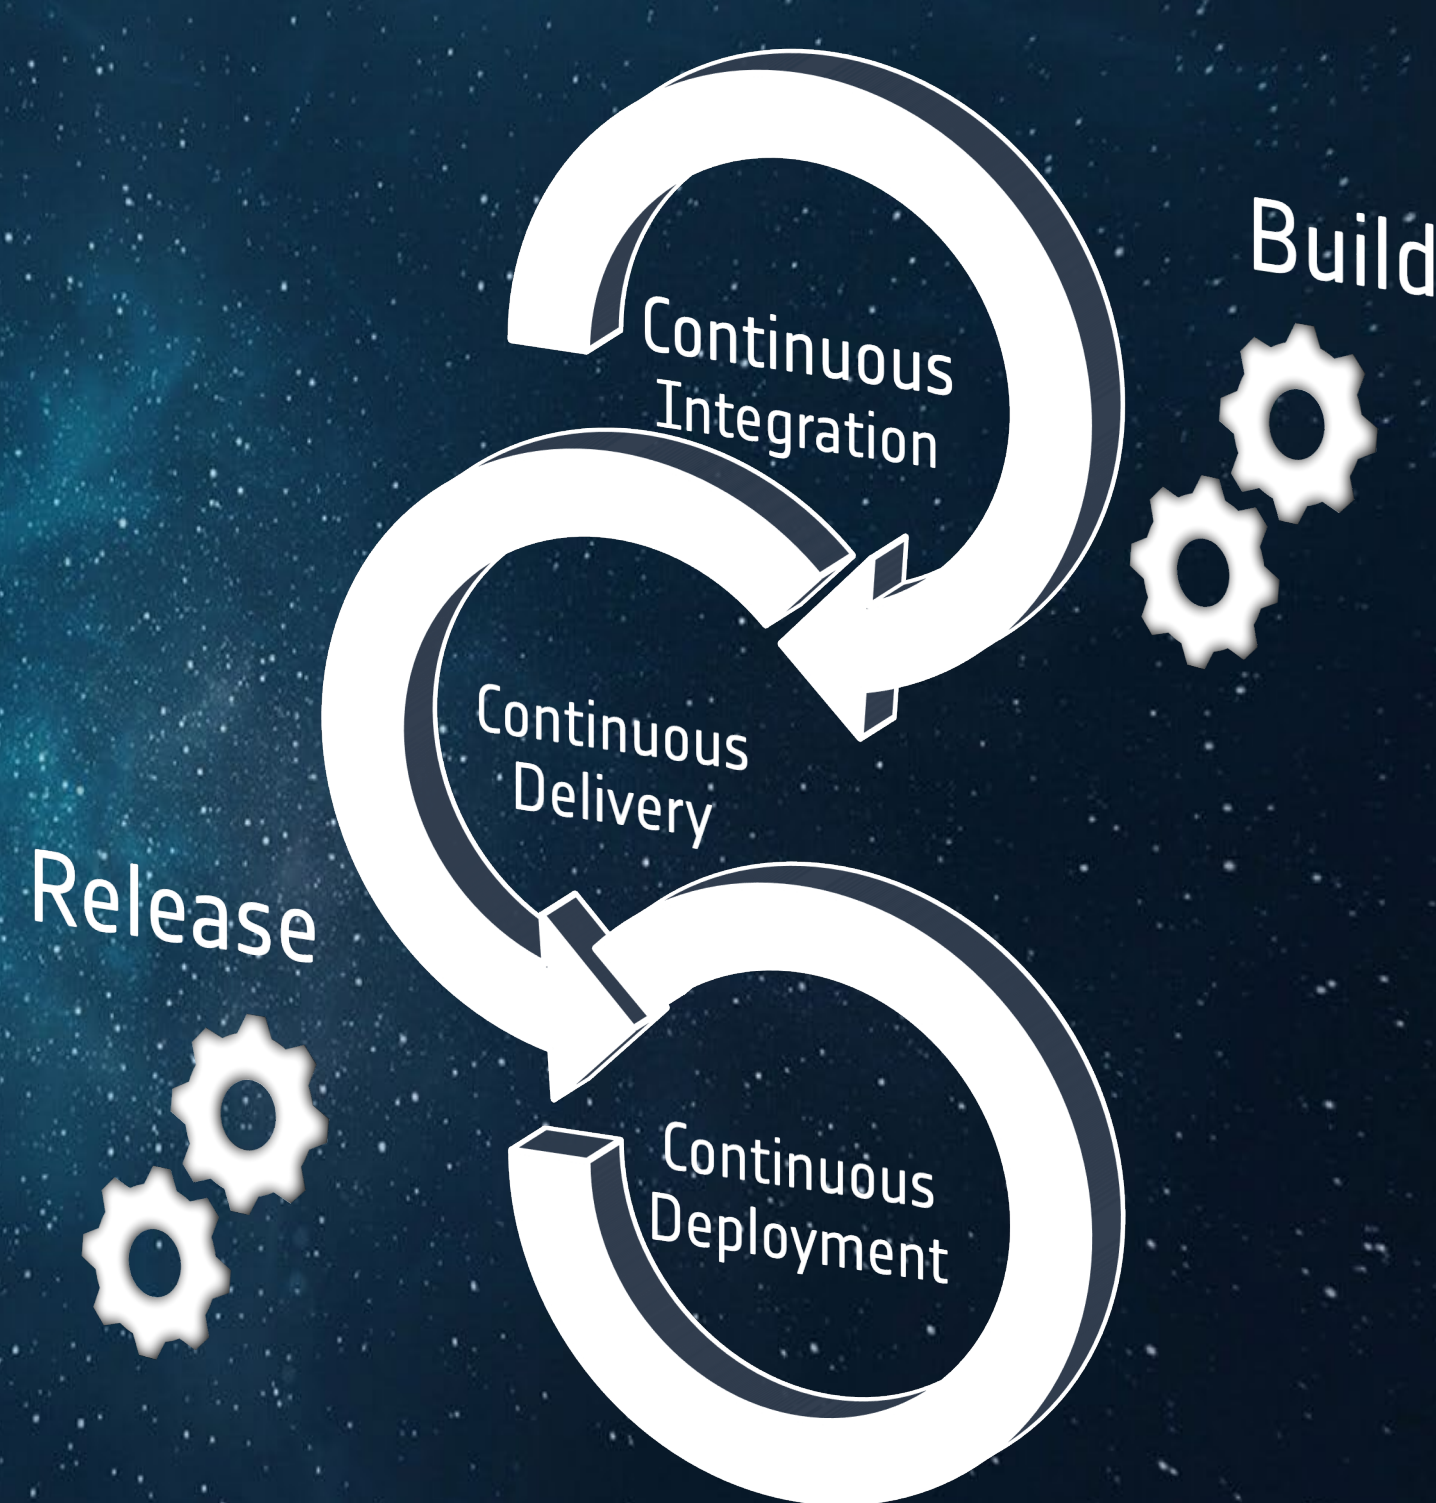 Build
Continuous
Integration
Continuous
Delivery
Release
Continuous
Deployment